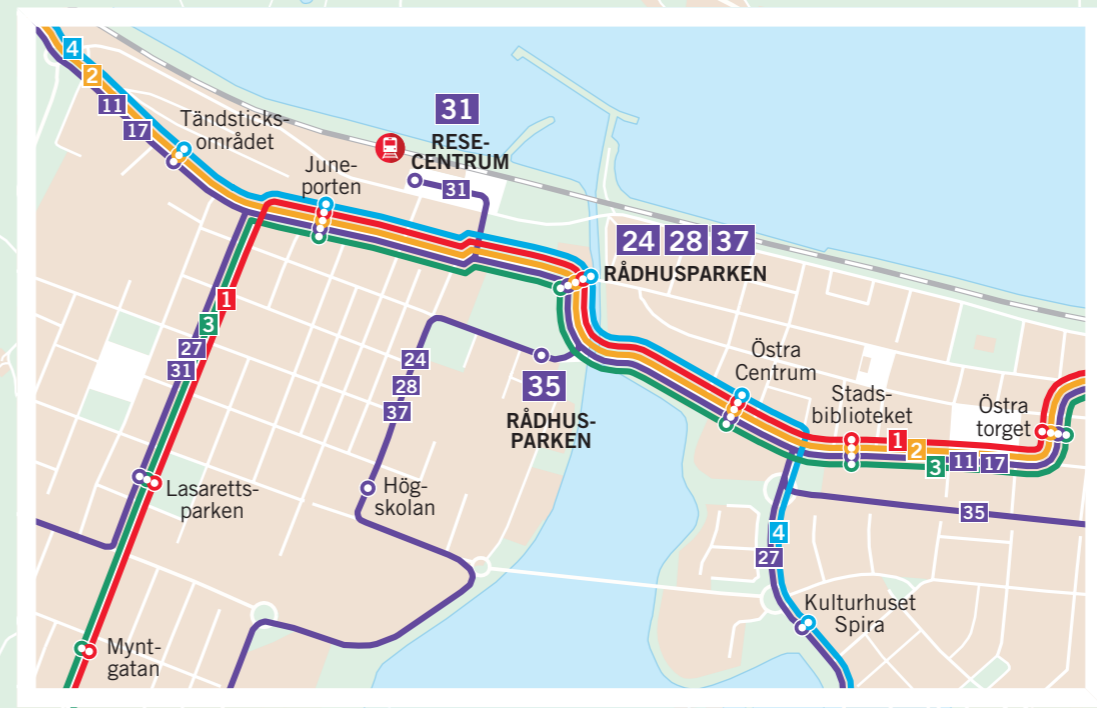 4
2
11
17
Tändsticks-
området
June-
porten
31
RESE-
CENTRUM
31
24 28 37
RÅDHUSPARKEN
1
3
27
31
24
28
37
35
RÅDHUS-
PARKEN
Östra
Centrum
Stads-
biblioteket
Östra
torget
1
2
3
11
17
35
Lasaretts-
parken
Hög-
skolan
4
27
Kulturhuset
Spira
Mynt-
gatan